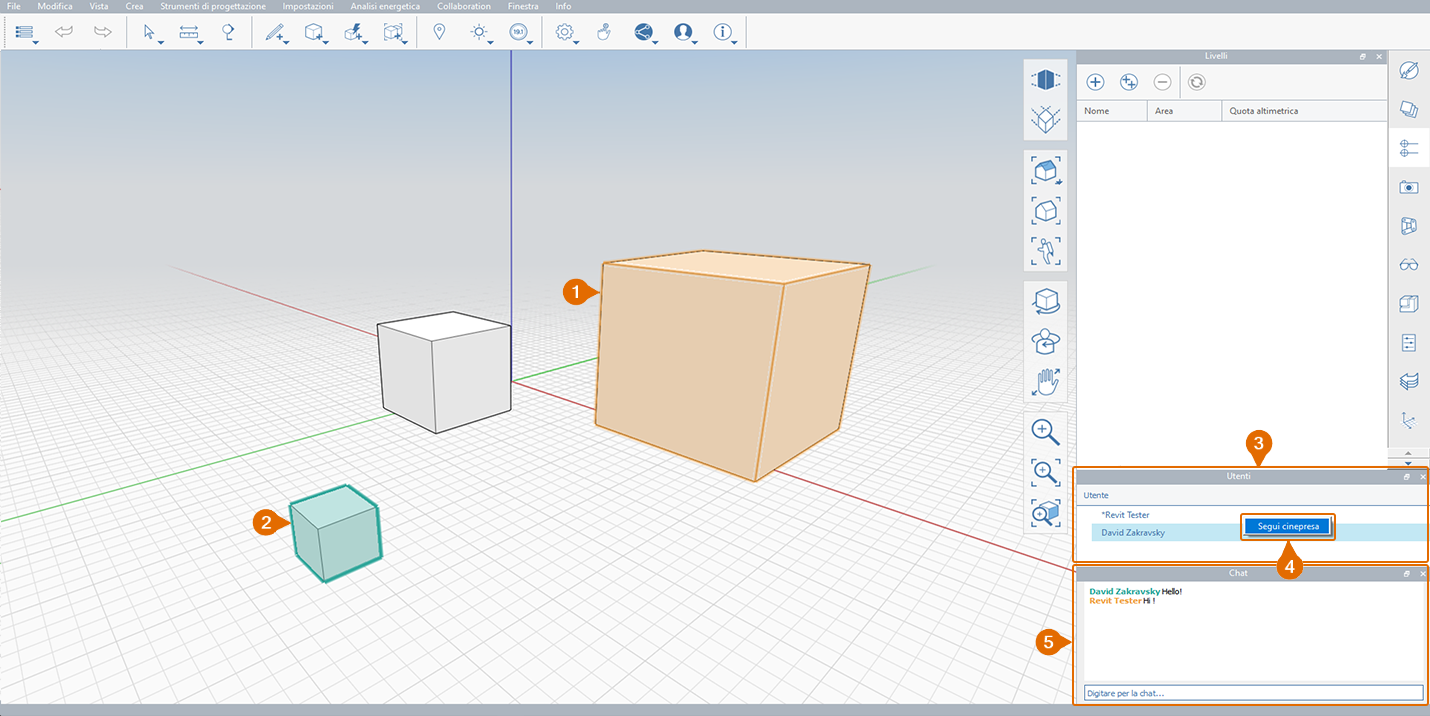 File Modifica Vista Crea Strumenti di progettazione Impostazioni Analisi energetica Collaboration Finestra Info
191
Livelli
Nome Area Quota altimetrica
1
2
3
Utenti
Utente
*Revit Tester
David Zakravsky
Segui cinepresa
4
Chat
David Zakravsky Hello!
Revit Tester Hi !
5
Digitare per la chat...